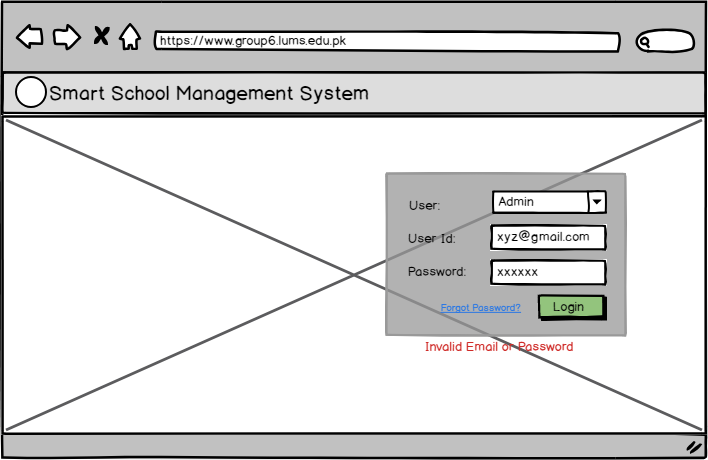 https://www.group6.lums.edu.pk
Smart School Management System
User: Admin
User Id: xyz@gmail.com
Password: xxxxxx
Forgot Password? Login
Invalid Email or Password